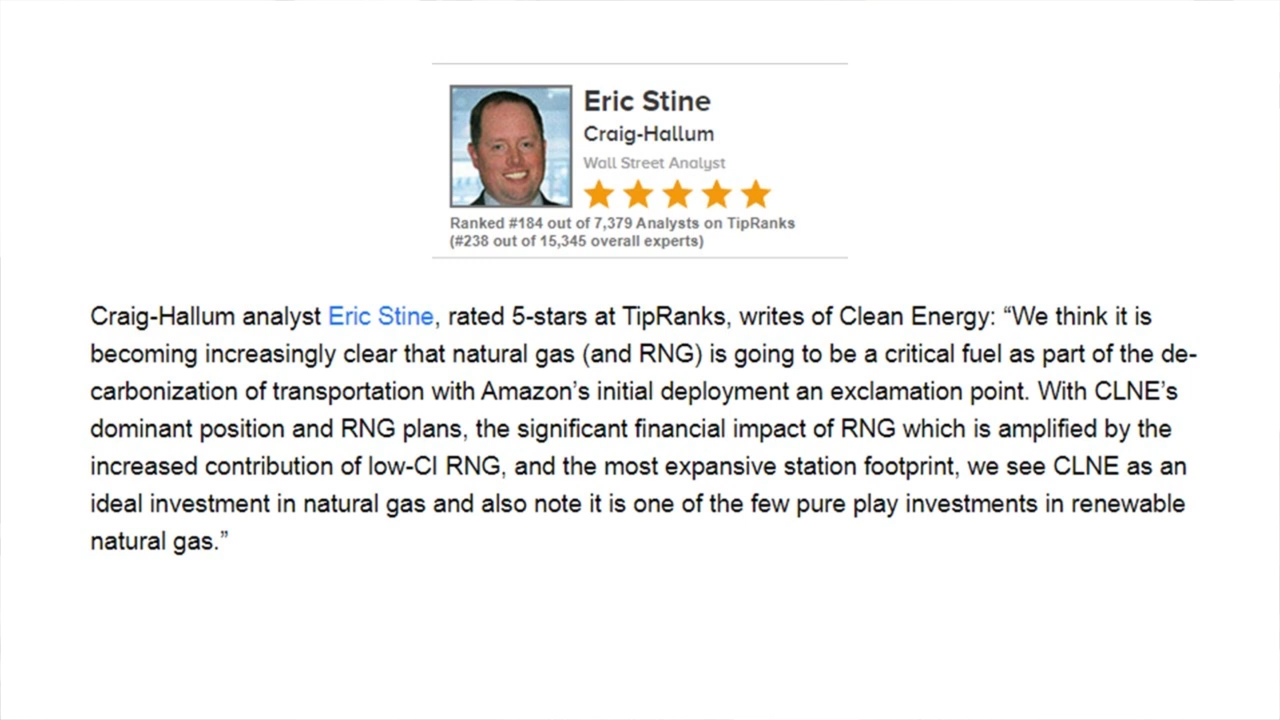 Eric Stine
Craig-Hallum
Wall Street Analyst
Ranked #184 out of 7,379 Analysts on TipRanks
(#238 out of 15,345 overall experts)
Craig-Hallum analyst Eric Stine, rated 5-stars at TipRanks, writes of Clean Energy: “We think it is
becoming increasingly clear that natural gas (and RNG) is going to be a critical fuel as part of the de-
carbonization of transportation with Amazon’s initial deployment an exclamation point. With CLNE’s
dominant position and RNG plans, the significant financial impact of RNG which is amplified by the
increased contribution of low-CI RNG, and the most expansive station footprint, we see CLNE as an
ideal investment in natural gas and also note it is one of the few pure play investments in renewable
natural gas.”